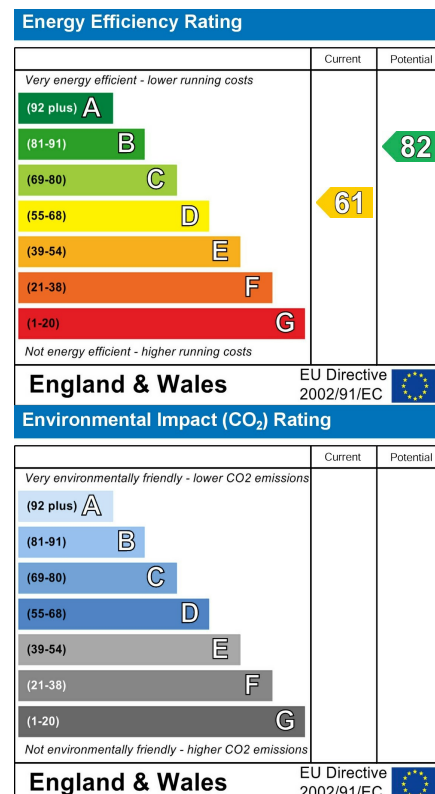 Energy Efficiency Rating
Current Potential
Very energy efficient - lower running costs
(92 plus) A
(81-91) B
82
(69-80) C
61
(55-68) D
(39-54) E
(21-38) F
(1-20) G
Not energy efficient - higher running costs
England & Wales
EU Directive
2002/91/EC
Environmental Impact (CO₂) Rating
Current Potential
Very environmentally friendly - lower CO2 emissions
(92 plus) A
(81-91) B
(69-80) C
(55-68) D
(39-54) E
(21-38) F
(1-20) G
Not environmentally friendly - higher CO2 emissions
England & Wales
EU Directive
2002/91/EC